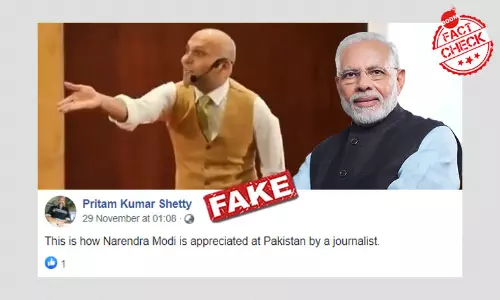 BOOM
FACT
CHECK
Pritam Kumar Shetty
FAKE
29 November at 01:08 ·
This is how Narendra Modi is appreciated at Pakistan by a journalist.
1